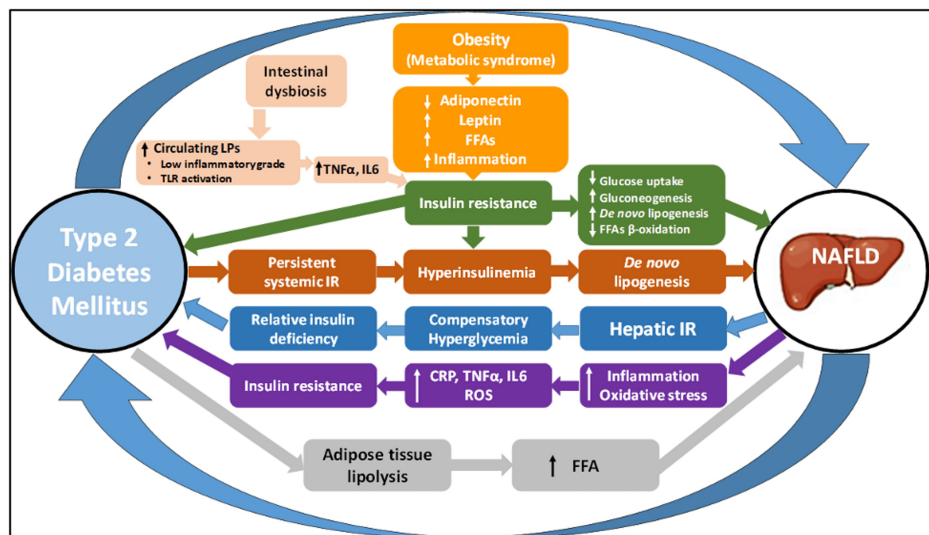 Obesity
(Metabolic syndrome)
Intestinal
dysbiosis
↓ Adiponectin
↑ Leptin
↑ FFAs
↑ Inflammation
↑ Circulating LPs
• Low inflammatorygrade
• TLR activation
↑TNFα, IL6
Insulin resistance
↓ Glucose uptake
↑ Gluconeogenesis
↑ De novo lipogenesis
↓ FFAs β-oxidation
Type 2
Diabetes
Mellitus
NAFLD
Persistent
systemic IR
Hyperinsulinemia
De novo
lipogenesis
Relative insulin
deficiency
Compensatory
Hyperglycemia
Hepatic IR
Insulin resistance
↑ CRP, TNFα, IL6
ROS
↑ Inflammation
Oxidative stress
Adipose tissue
lipolysis
↑ FFA